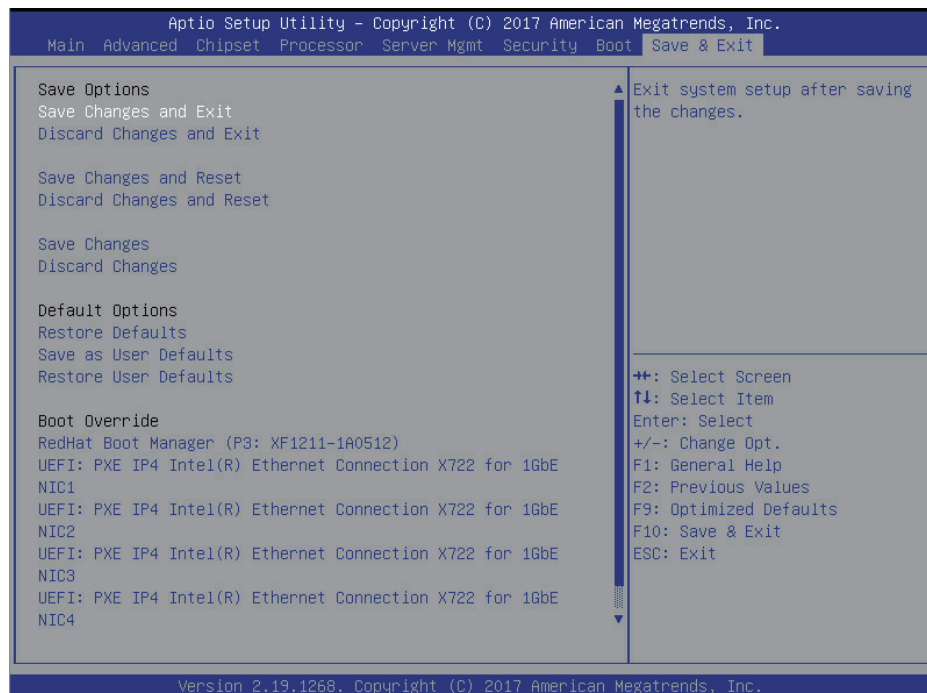 Aptio Setup Utility – Copyright (C) 2017 American Megatrends, Inc.
Main Advanced Chipset Processor Server Mgmt Security Boot Save & Exit
Save Options
Save Changes and Exit
Discard Changes and Exit
Save Changes and Reset
Discard Changes and Reset
Save Changes
Discard Changes
Default Options
Restore Defaults
Save as User Defaults
Restore User Defaults
Boot Override
RedHat Boot Manager (P3: XF1211-1A0512)
UEFI: PXE IP4 Intel(R) Ethernet Connection X722 for 1GbE
NIC1
UEFI: PXE IP4 Intel(R) Ethernet Connection X722 for 1GbE
NIC2
UEFI: PXE IP4 Intel(R) Ethernet Connection X722 for 1GbE
NIC3
UEFI: PXE IP4 Intel(R) Ethernet Connection X722 for 1GbE
NIC4
Exit system setup after saving
the changes.
→←: Select Screen
↑↓: Select Item
Enter: Select
+/-: Change Opt.
F1: General Help
F2: Previous Values
F9: Optimized Defaults
F10: Save & Exit
ESC: Exit
Version 2.19.1268. Copyright (C) 2017 American Megatrends, Inc.